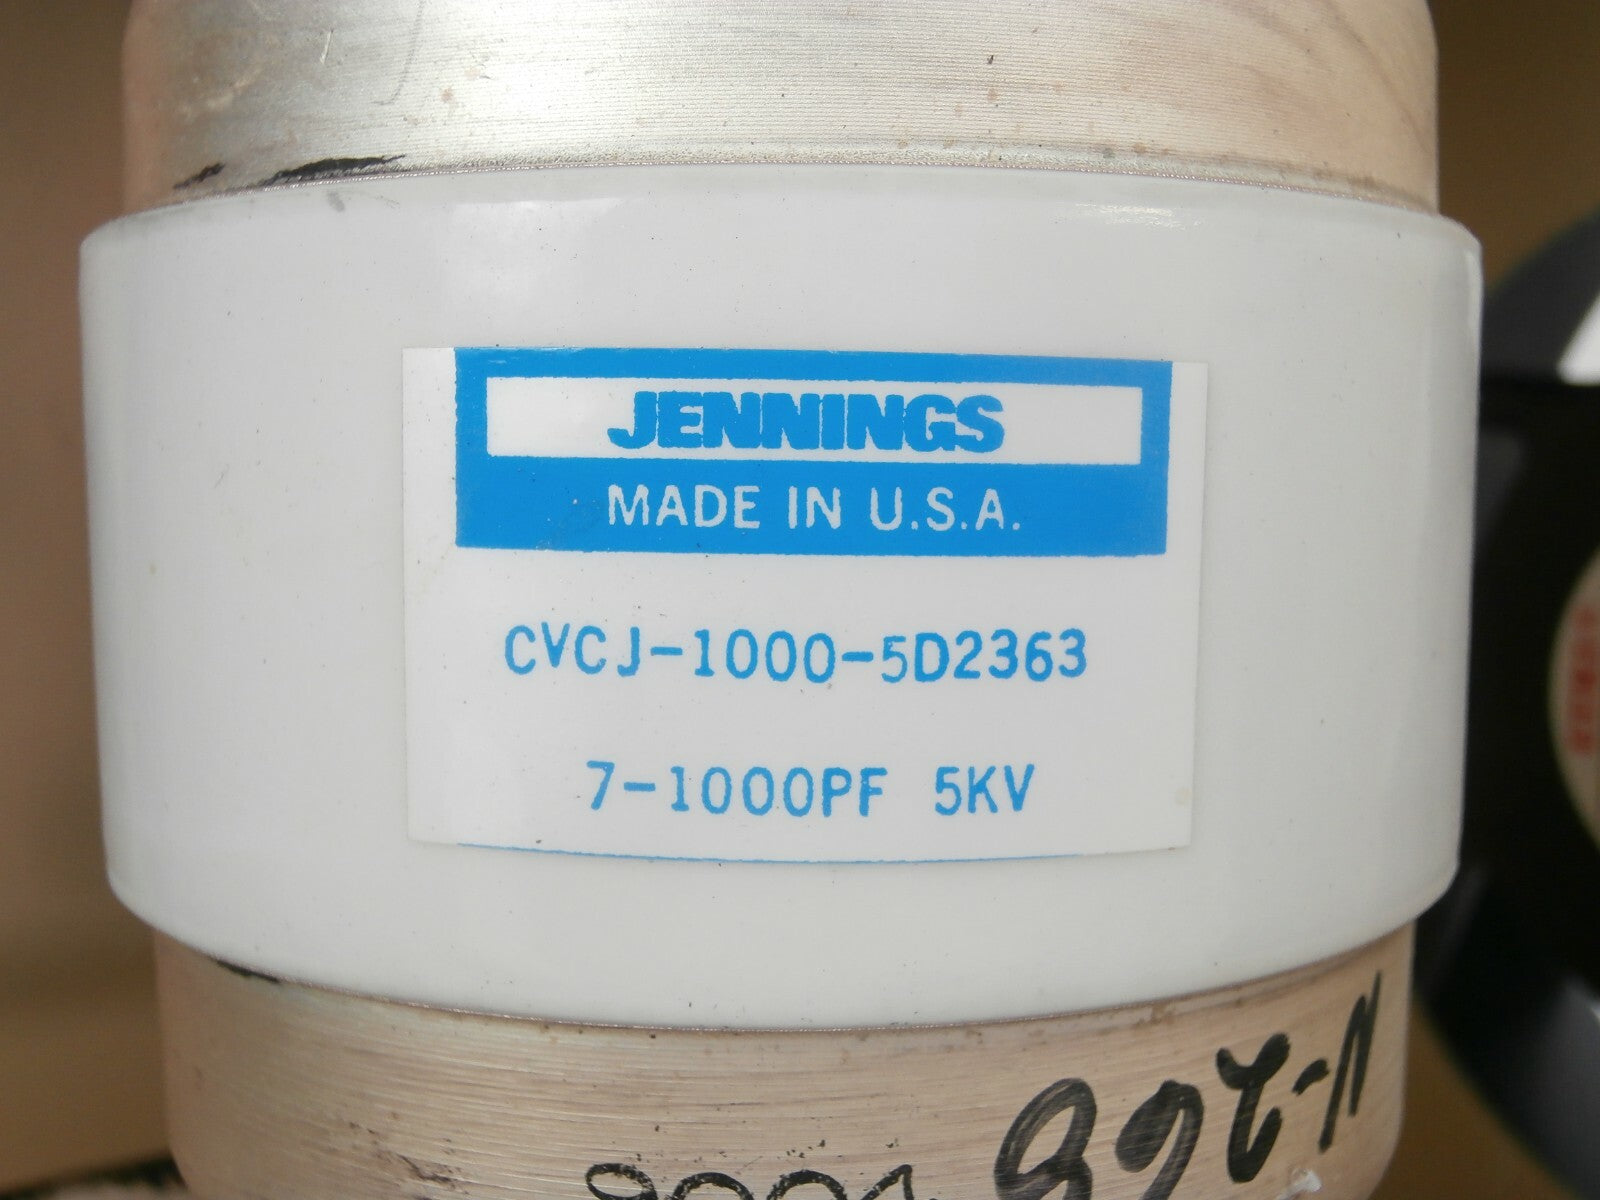 JENNINGS
MADE IN U.S.A.
CVCJ-1000-5D2363
7-1000PF 5KV